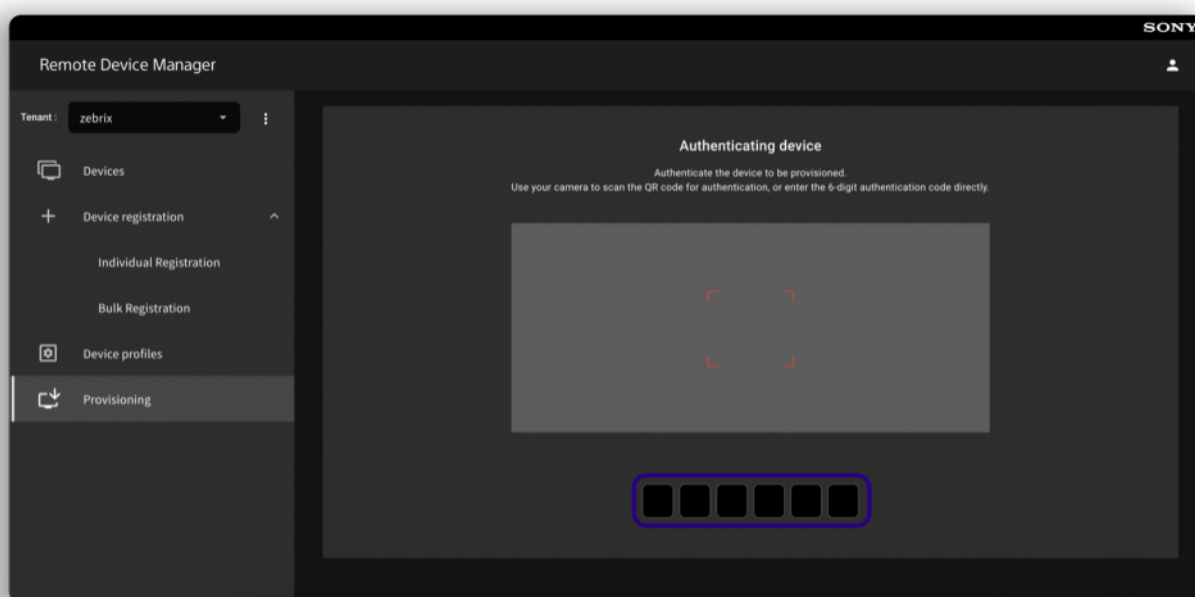 SONY
Remote Device Manager
Tenant :
zebrix
Devices
Device registration
Individual Registration
Bulk Registration
Device profiles
Provisioning
Authenticating device
Authenticate the device to be provisioned.
Use your camera to scan the QR code for authentication, or enter the 6-digit authentication code directly.